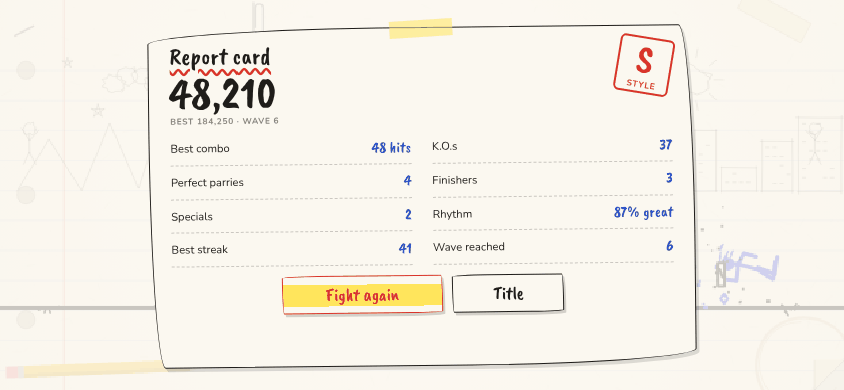 Report card
48,210
BEST 184,250 · WAVE 6
S
STYLE
Best combo 48 hits
Perfect parries 4
Specials 2
Best streak 41
K.O.s 37
Finishers 3
Rhythm 87% great
Wave reached 6
Fight again
Title